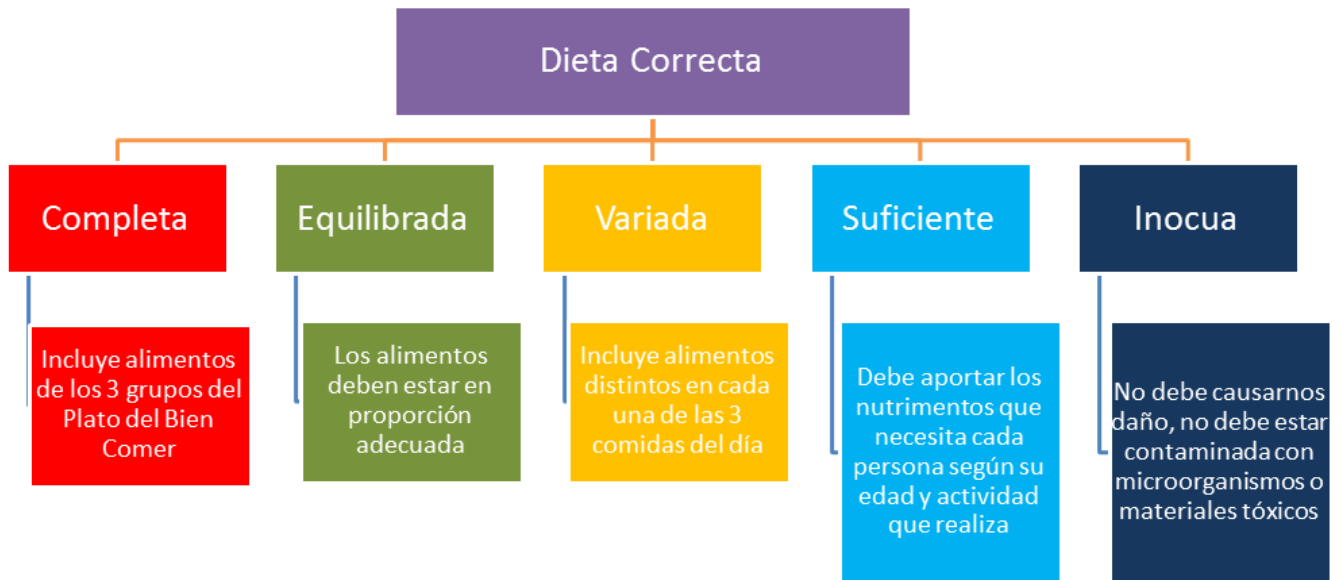 Dieta Correcta
Completa
Equilibrada
Variada
Suficiente
Inocua
Incluye alimentos
de los 3 grupos del
Plato del Bien
Comer
Los alimentos
deben estar en
proporción
adecuada
Incluye alimentos
distintos en cada
una de las 3
comidas del día
Debe aportar los
nutrimentos que
necesita cada
persona según su
edad y actividad
que realiza
No debe causarnos
daño, no debe estar
contaminada con
microorganismos o
materiales tóxicos